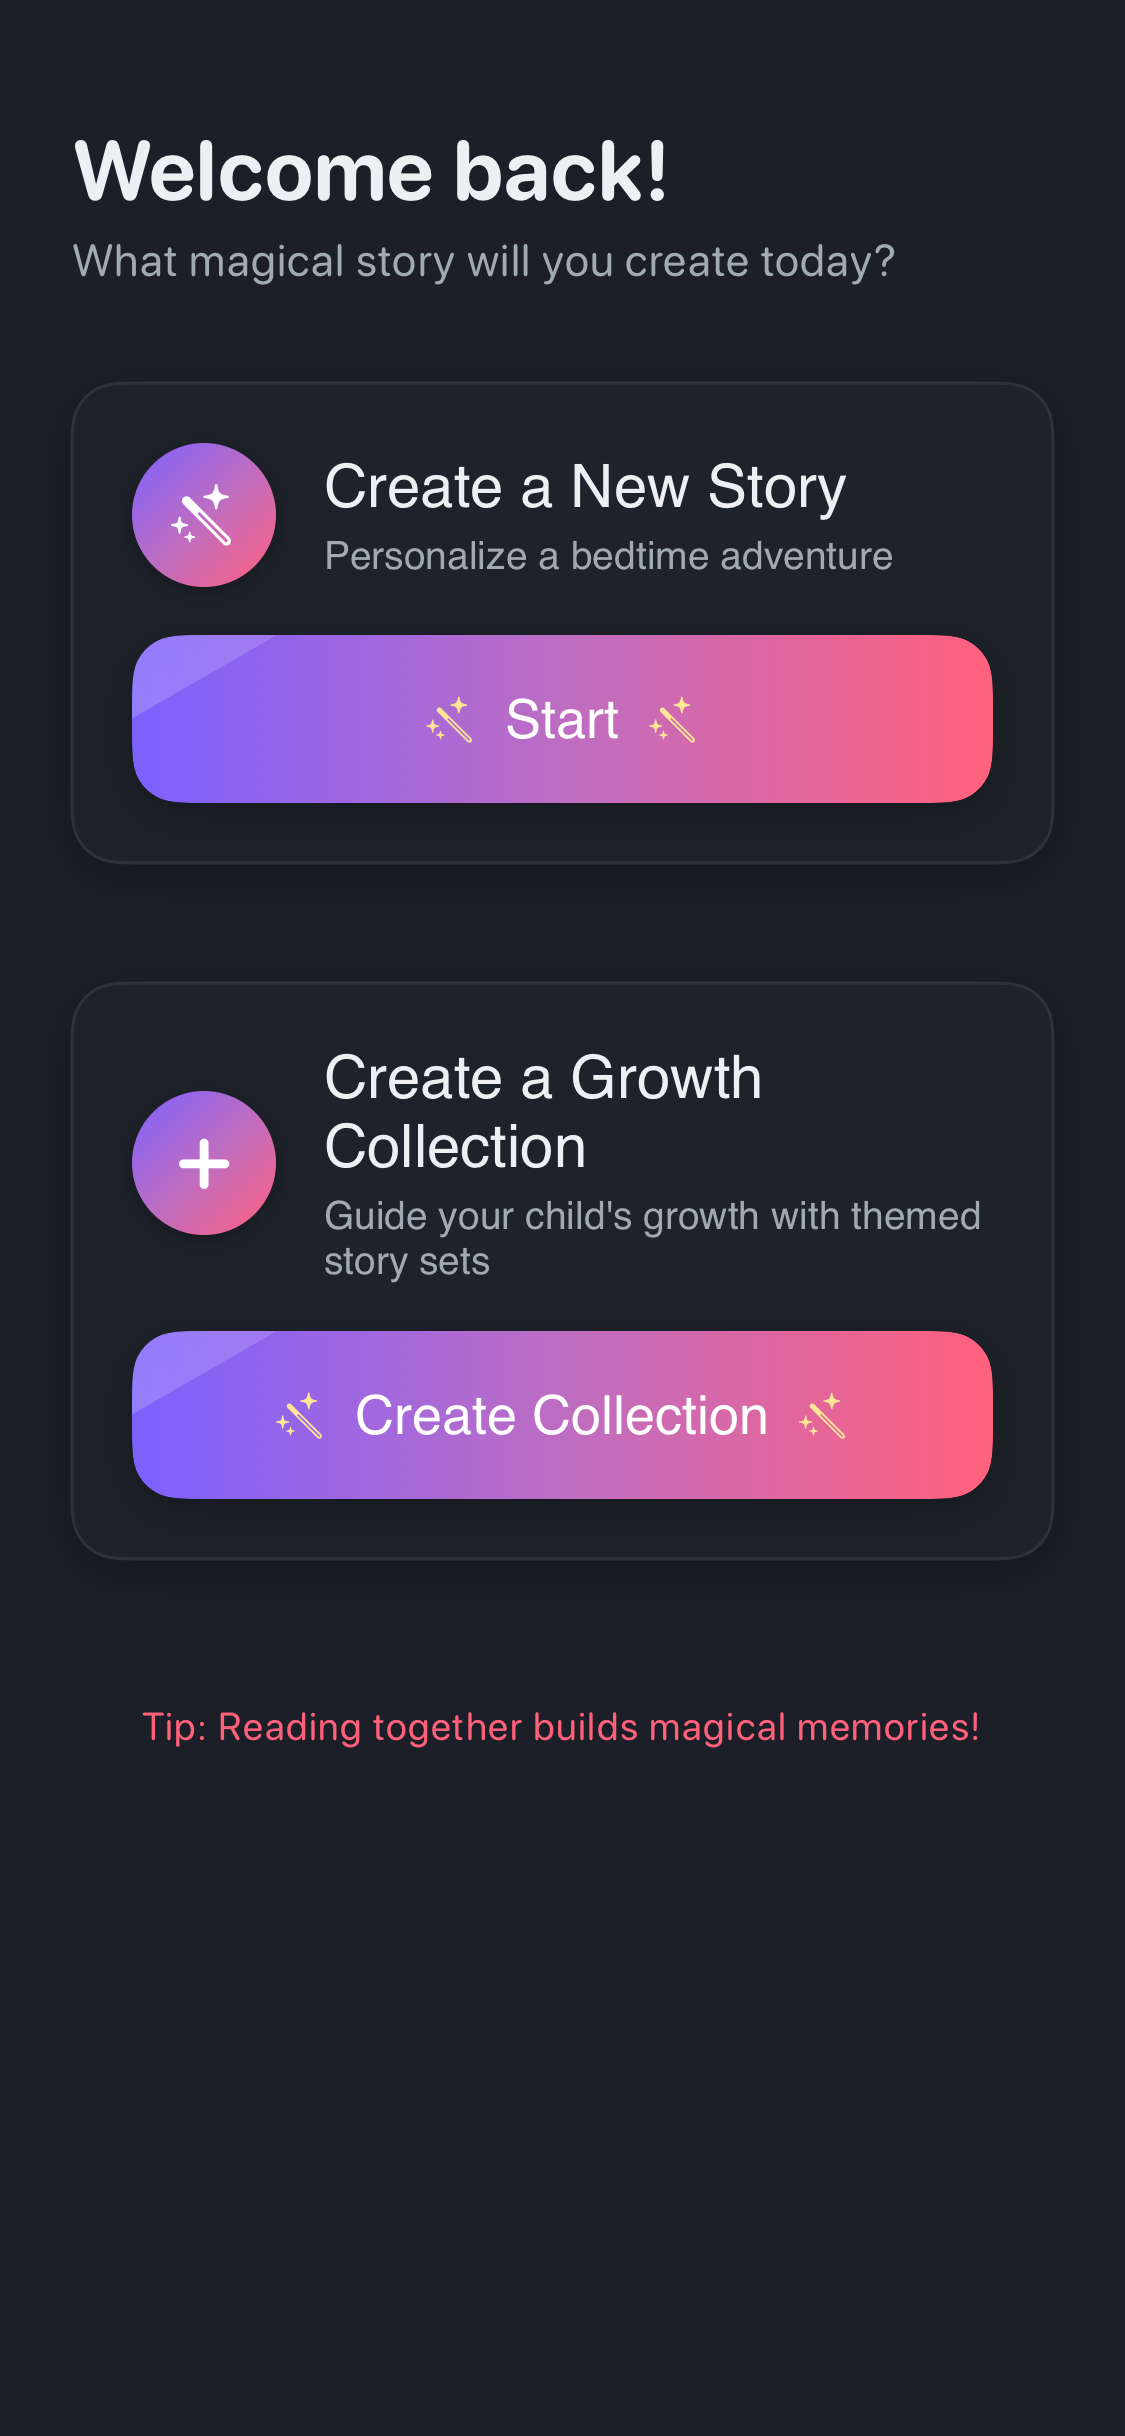 Welcome back!
What magical story will you create today?
Create a New Story
Personalize a bedtime adventure
Start
Create a Growth
Collection
Guide your child's growth with themed
story sets
Create Collection
Tip: Reading together builds magical memories!